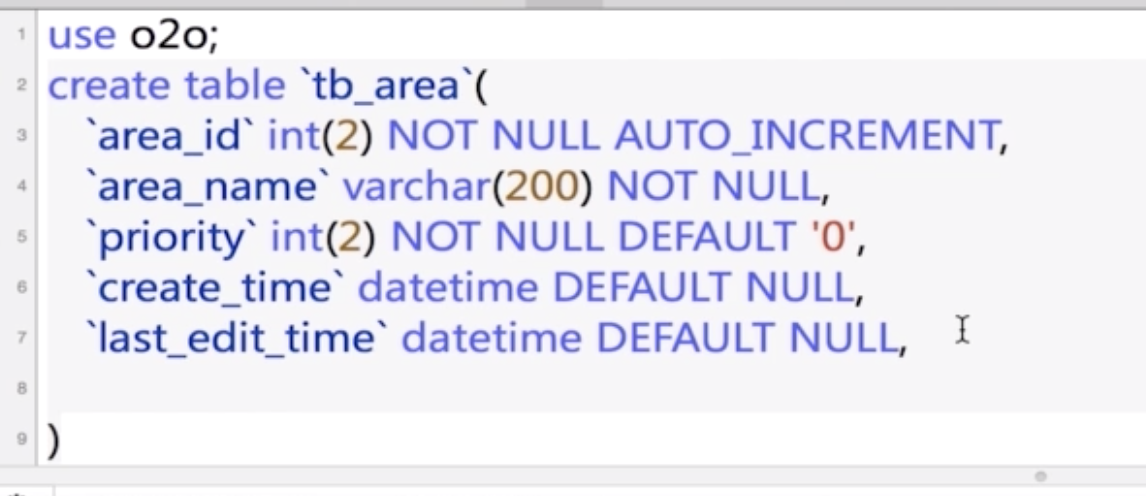 1 use o2o;
2 create table `tb_area`(
3 `area_id` int(2) NOT NULL AUTO_INCREMENT,
4 `area_name` varchar(200) NOT NULL,
5 `priority` int(2) NOT NULL DEFAULT '0',
6 `create_time` datetime DEFAULT NULL,
7 `last_edit_time` datetime DEFAULT NULL,
8
9 )